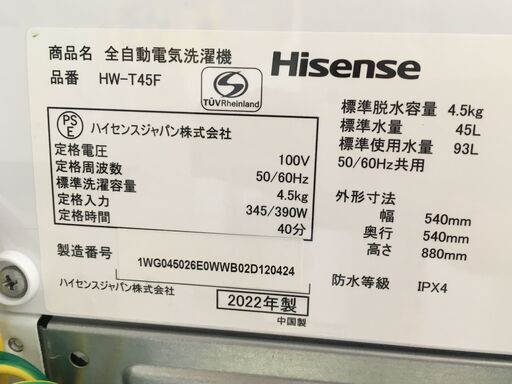 商品名 全自動電気洗濯機
品番 HW-T45F
TÜVRheinland
Hisense
PS
E
ハイセンスジャパン株式会社
定格電圧 100V
定格周波数 50/60Hz
標準洗濯容量 4.5kg
定格入力 345/390W
定格時間 40分
製造番号 1WG045026E0WWB02D120424
ハイセンスジャパン株式会社
2022年製
中国製
標準脱水容量 4.5kg
標準水量 45L
標準使用水量 93L
50/60Hz共用
外形寸法
幅 540mm
奥行 540mm
高さ 880mm
防水等級 IPX4